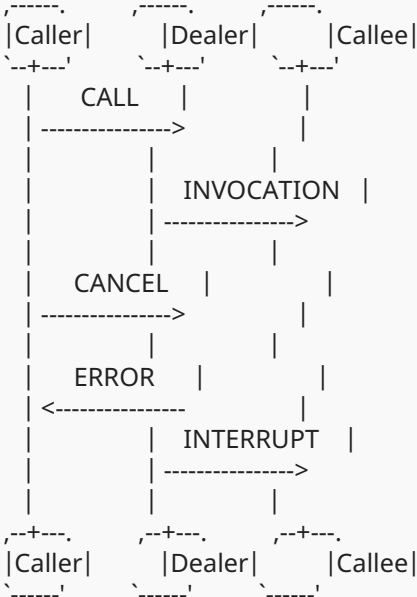 ,------.          ,------.          ,------.
|Caller|          |Dealer|          |Callee|
`--+---'          `--+---'          `--+---'
   |       CALL      |                 |
   | ---------------->                 |
   |                 |                 |
   |                 |    INVOCATION   |
   |                 | ---------------->
   |                 |                 |
   |      CANCEL     |                 |
   | ---------------->                 |
   |                 |                 |
   |      ERROR      |                 |
   | <----------------                 |
   |                 |    INTERRUPT    |
   |                 | ---------------->
   |                 |                 |
,--+---.          ,--+---.          ,--+---.
|Caller|          |Dealer|          |Callee|
`------'          `------'          `------'